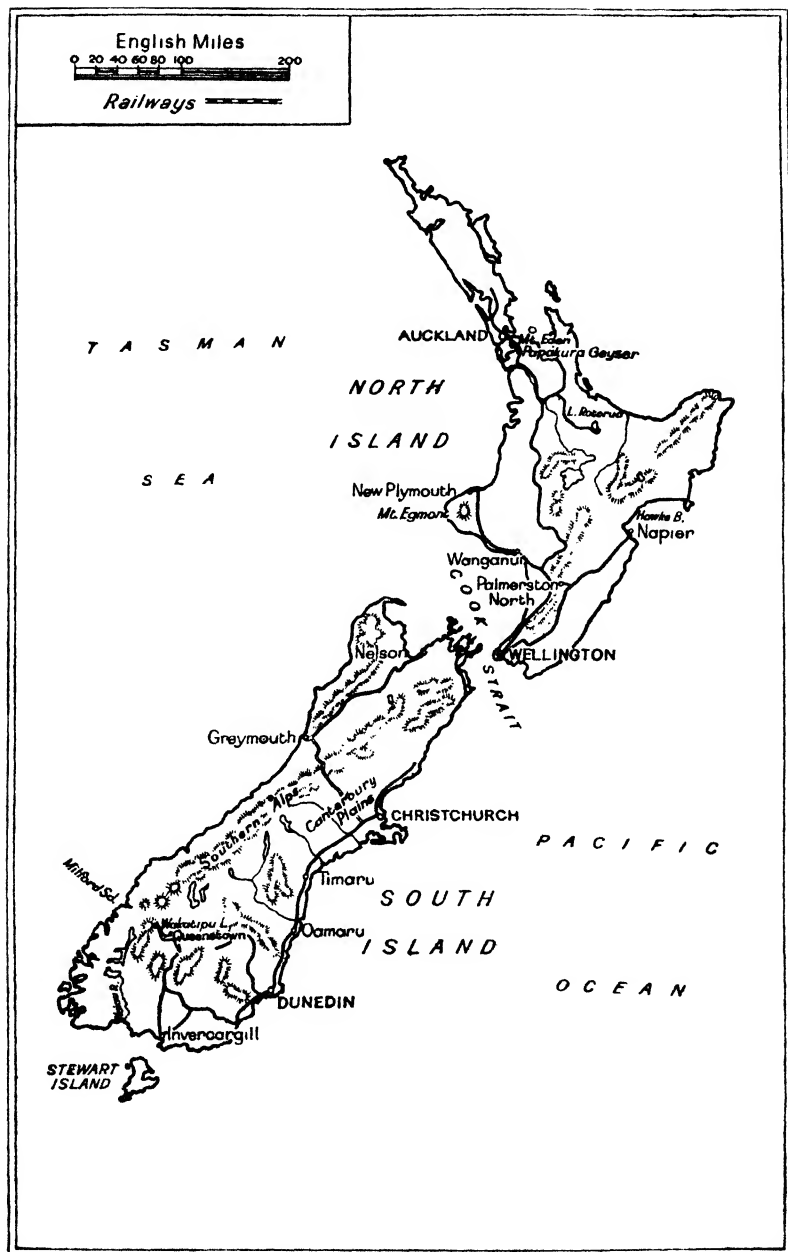 English Miles
0 20 40 60 80 100 200
Railways
TASMAN
SEA
AUCKLAND
Mt. Eden
Papakura Geyser
NORTH
ISLAND
L. Rotorua
New Plymouth
Mt. Egmont
Hawke B.
Napier
Wanganui
Palmerston
North
COOK
STRAIT
WELLINGTON
Nelson
Greymouth
Southern Alps
Canterbury
Plains
CHRISTCHURCH
PACIFIC
OCEAN
Milford Sd.
Timaru
SOUTH
ISLAND
Wakatipu L.
Queenstown
Oamaru
DUNEDIN
Invercargill
STEWART
ISLAND